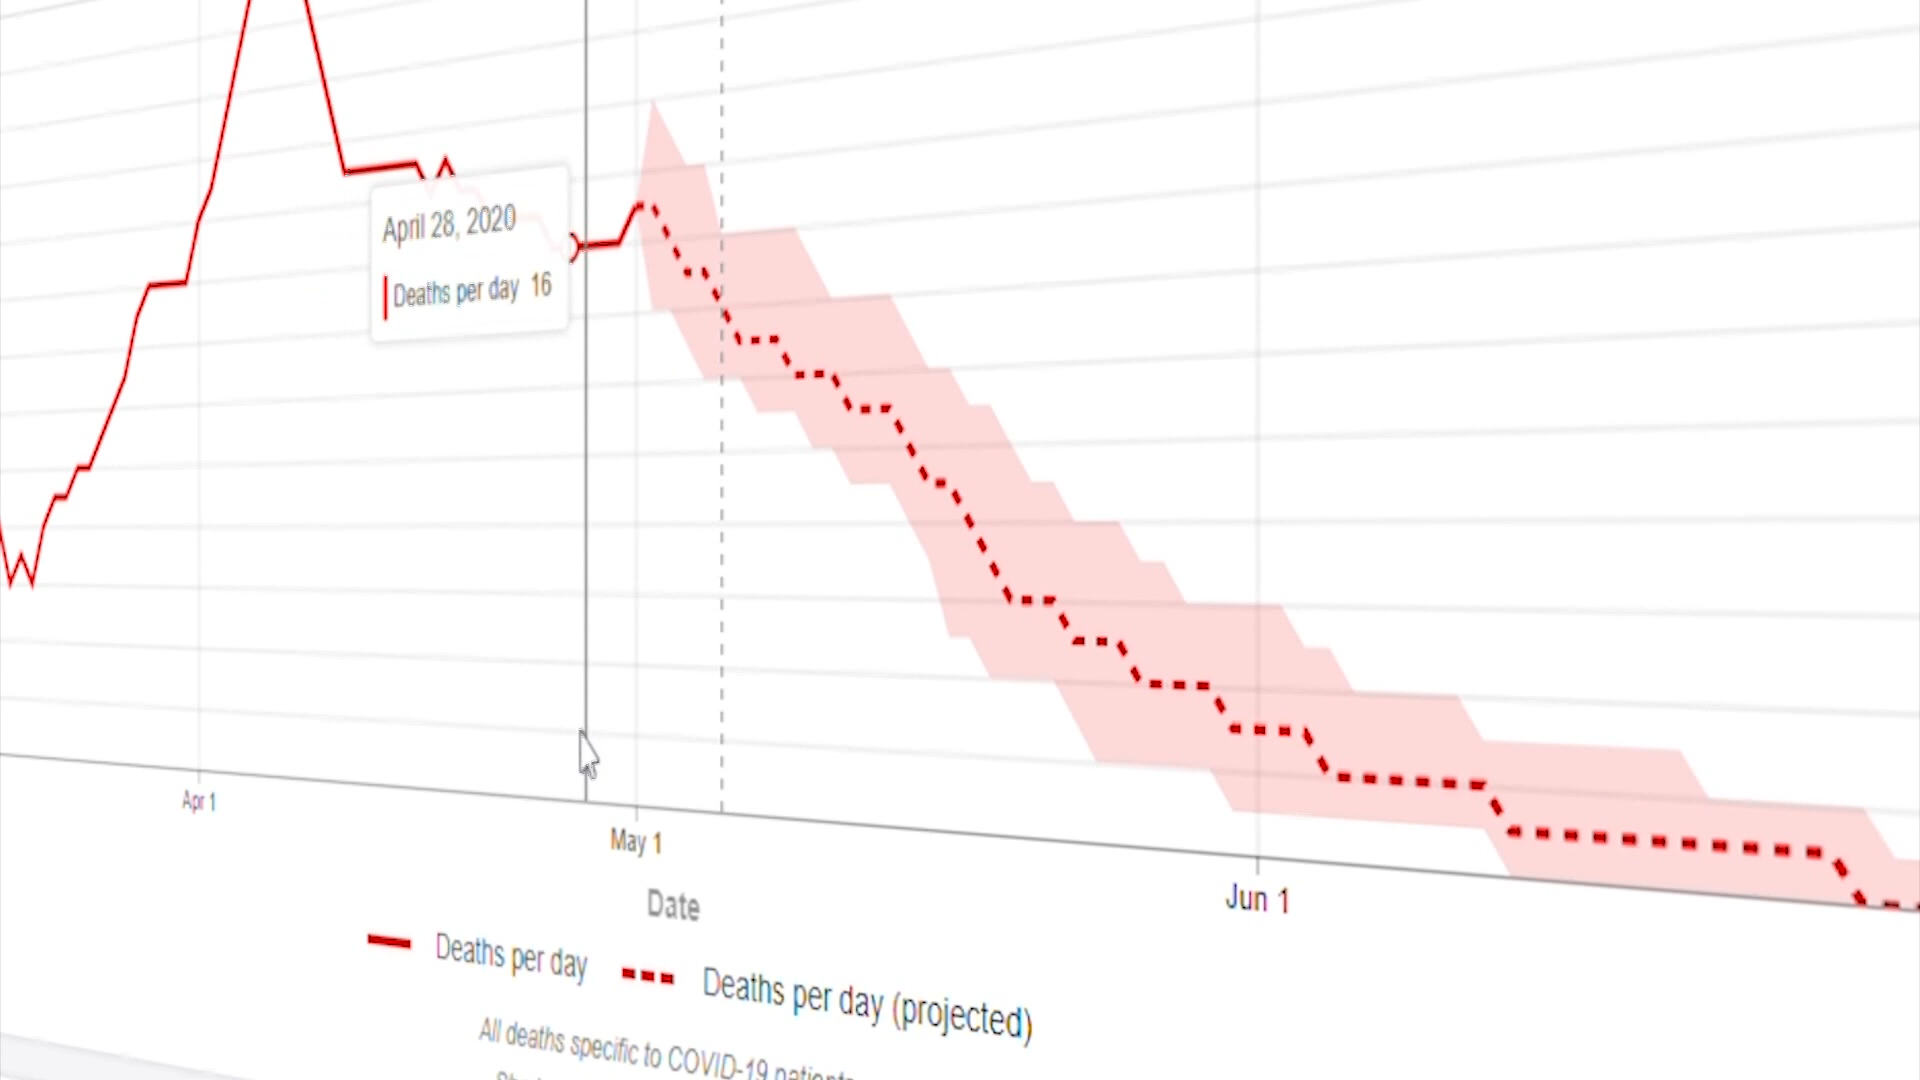 April 28, 2020
Deaths per day 16
Apr 1
May 1
Jun 1
Date
Deaths per day
Deaths per day (projected)
All deaths specific to COVID-19 patients